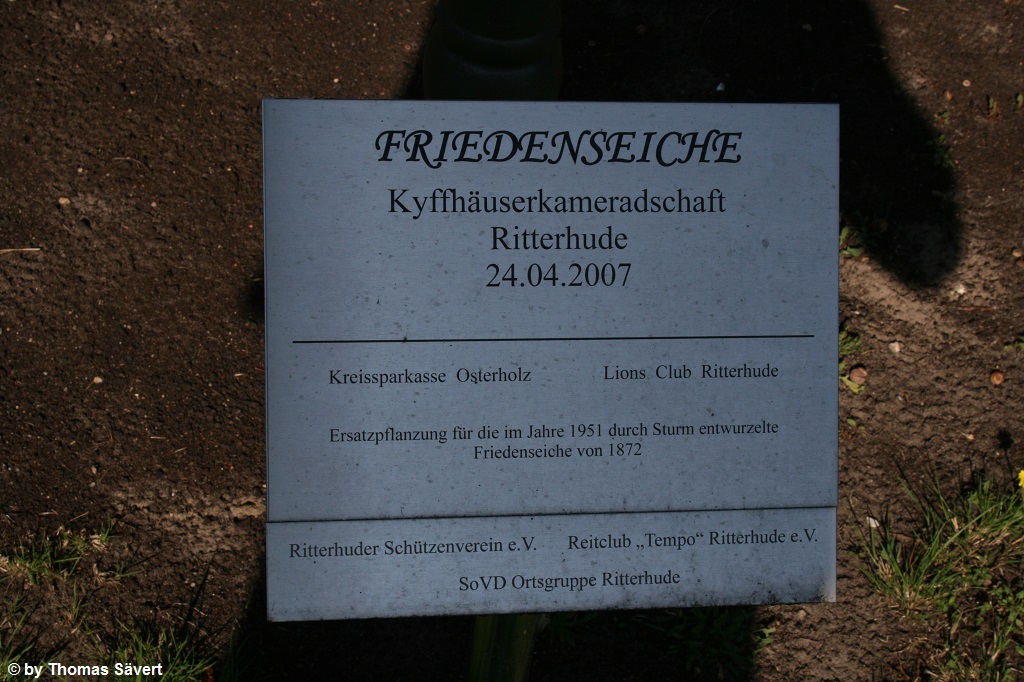 FRIEDENSEICHE
Kyffhäuserkameradschaft
Ritterhude
24.04.2007
Kreissparkasse Osterholz Lions Club Ritterhude
Ersatzpflanzung für die im Jahre 1951 durch Sturm entwurzelte
Friedenseiche von 1872
Ritterhuder Schützenverein e.V. Reitclub „Tempo“ Ritterhude e.V.
SoVD Ortsgruppe Ritterhude
© by Thomas Sävert